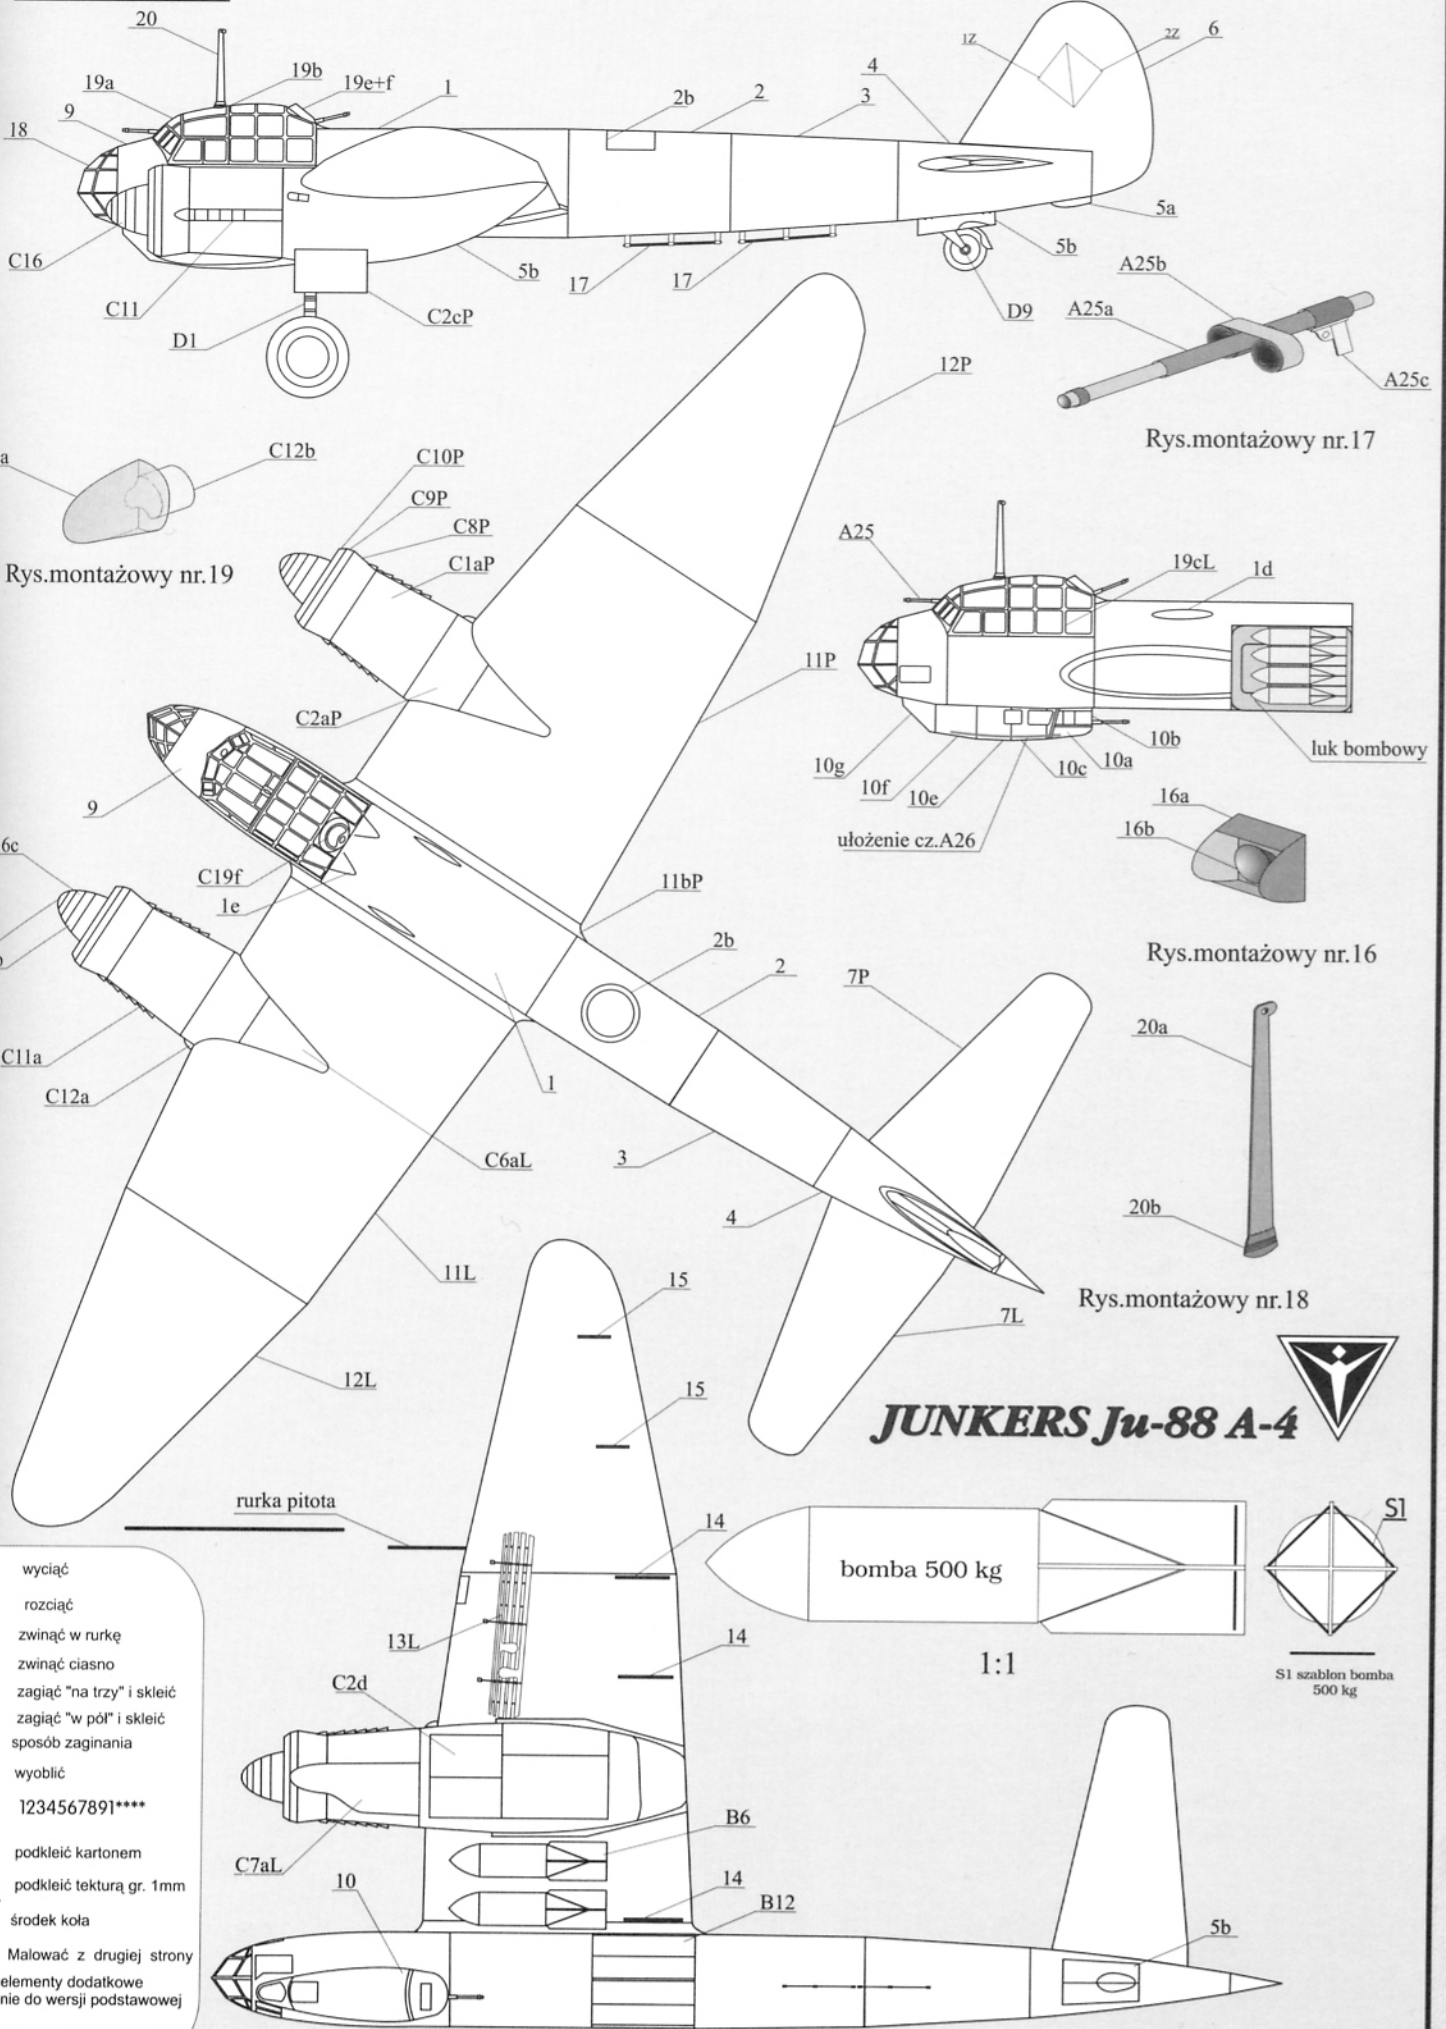 20
19b
19a
19e+f
1
9
18
2b
2
4
3
1Z
2Z
6
C16
C11
D1
C2cP
5b
17
17
5a
5b
D9
A25b
A25a
A25c
Rys.montażowy nr.17
12P
a
C12b
Rys.montażowy nr.19
C10P
C9P
C8P
C1aP
C2aP
11P
A25
19cL
1d
10b
10a
10c
10g
10f
10e
luk bombowy
ułożenie cz.A26
16a
16b
Rys.montażowy nr.16
9
6c
C19f
1e
11bP
2b
2
7P
C11a
C12a
1
C6aL
3
4
20a
20b
Rys.montażowy nr.18
11L
7L
12L
15
15
JUNKERS Ju-88 A-4
rurka pitota
14
bomba 500 kg
S1
1:1
S1 szablon bomba
500 kg
13L
14
C2d
C7aL
B6
14
B12
10
5b
wyciąć
rozciąć
zwinąć w rurkę
zwinąć ciasno
zagiąć "na trzy" i skleić
zagiąć "w pół" i skleić
sposób zaginania
wyoblić
1234567891****
podkleić kartonem
podkleić tekturą gr. 1mm
środek koła
Malować z drugiej strony
elementy dodatkowe
nie do wersji podstawowej